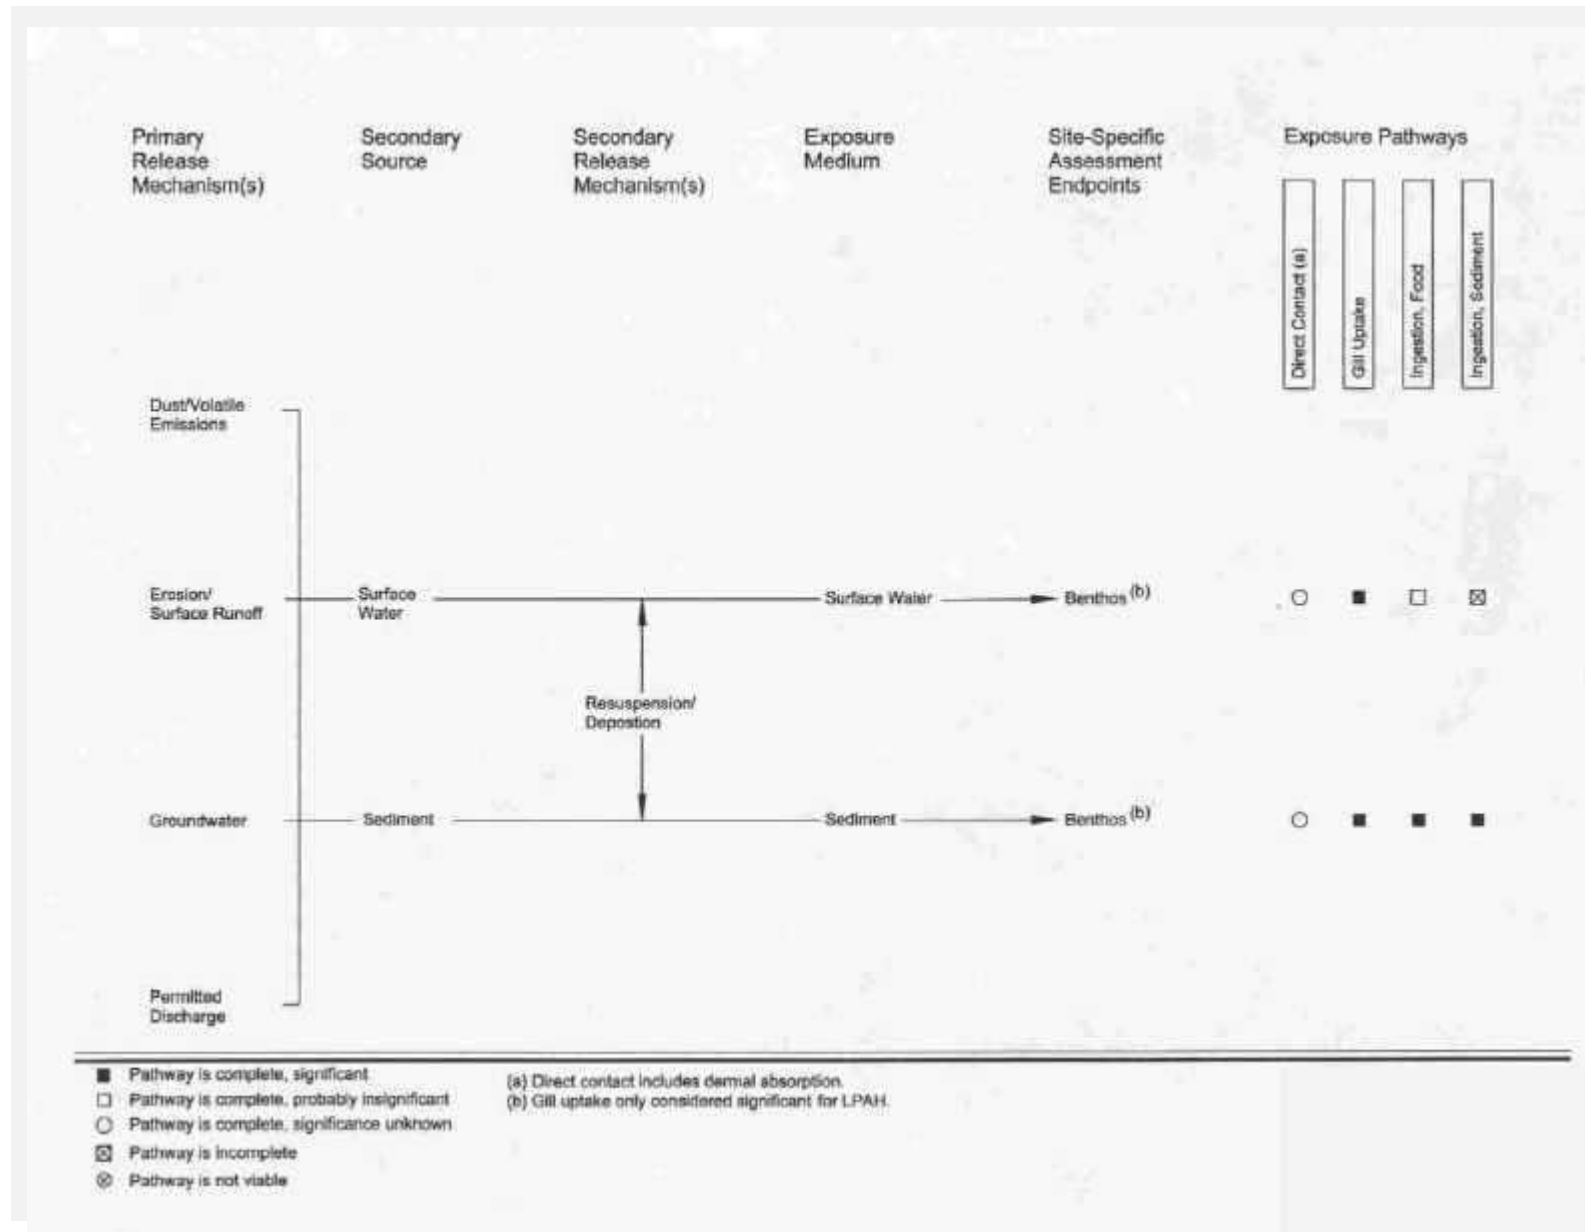 Primary
Release
Mechanism(s)
Secondary
Source
Secondary
Release
Mechanism(s)
Exposure
Medium
Site-Specific
Assessment
Endpoints
Exposure Pathways
Direct Contact (a)
Gill Uptake
Ingestion, Food
Ingestion, Sediment
Dust/Volatile
Emissions
Erosion/
Surface Runoff
Surface
Water
Surface Water
Benthos (b)
Resuspension/
Depostion
Groundwater
Sediment
Sediment
Benthos (b)
Permitted
Discharge
Pathway is complete, significant
Pathway is complete, probably insignificant
Pathway is complete, significance unknown
Pathway is incomplete
Pathway is not viable
(a) Direct contact includes dermal absorption.
(b) Gill uptake only considered significant for LPAH.